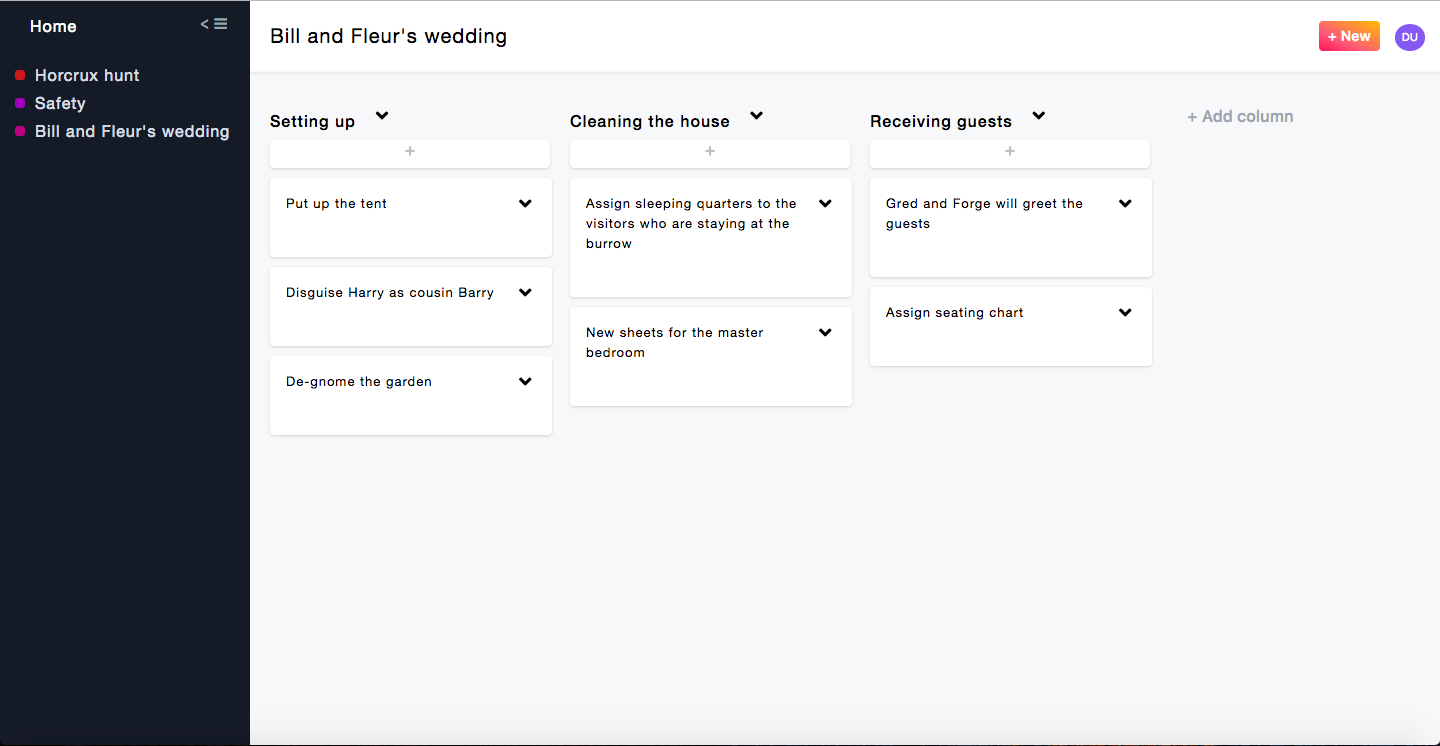 Home
< ≡
Horcrux hunt
Safety
Bill and Fleur's wedding
Bill and Fleur's wedding
+ New
DU
Setting up
+
Put up the tent
Disguise Harry as cousin Barry
De-gnome the garden
Cleaning the house
+
Assign sleeping quarters to the
visitors who are staying at the
burrow
New sheets for the master
bedroom
Receiving guests
+
Gred and Forge will greet the
guests
Assign seating chart
+ Add column